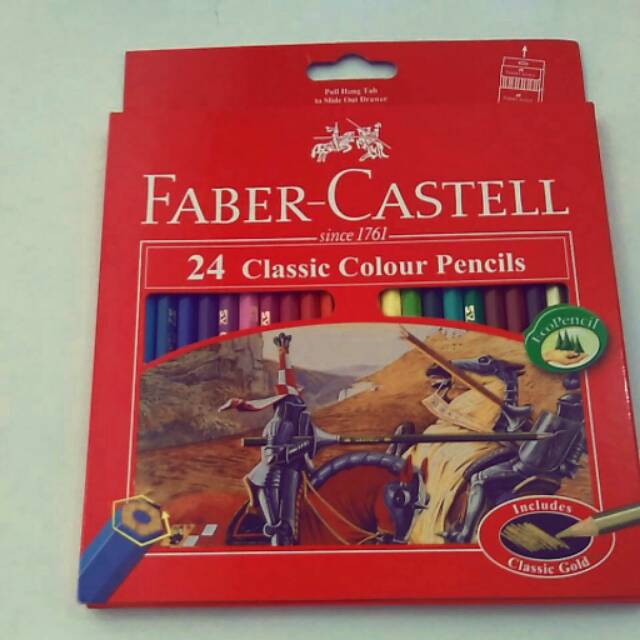 Pull Hang Tab
to Slide Out Drawer
FABER-CASTELL
since 1761
24 Classic Colour Pencils
EcoPencil
Includes
Classic Gold